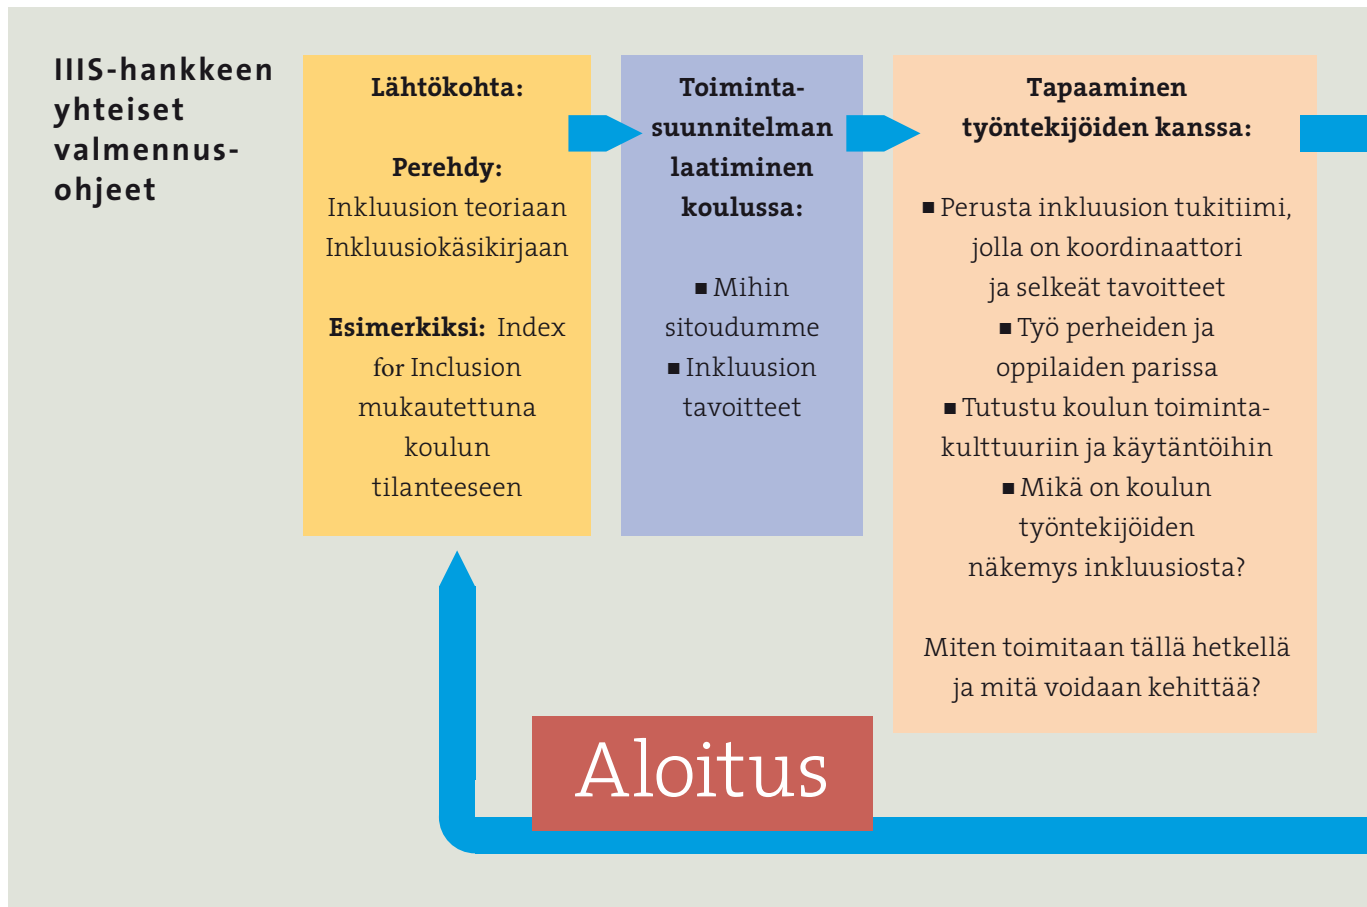 IIIS-hankkeen
yhteiset
valmennus-
ohjeet
Lähtökohta:
Perehdy:
Inkluusion teoriaan
Inkluusiokäsikirjaan
Esimerkiksi: Index
for Inclusion
mukautettuna
koulun
tilanteeseen
Toiminta-
suunnitelman
laatiminen
koulussa:
■ Mihin
sitoudumme
■ Inkluusion
tavoitteet
Tapaaminen
työntekijöiden kanssa:
■ Perusta inkluusion tukitiimi,
jolla on koordinaattori
ja selkeät tavoitteet
■ Työ perheiden ja
oppilaiden parissa
■ Tutustu koulun toiminta-
kulttuuriin ja käytäntöihin
■ Mikä on koulun
työntekijöiden
näkemys inkluusiosta?
Miten toimitaan tällä hetkellä
ja mitä voidaan kehittää?
Aloitus